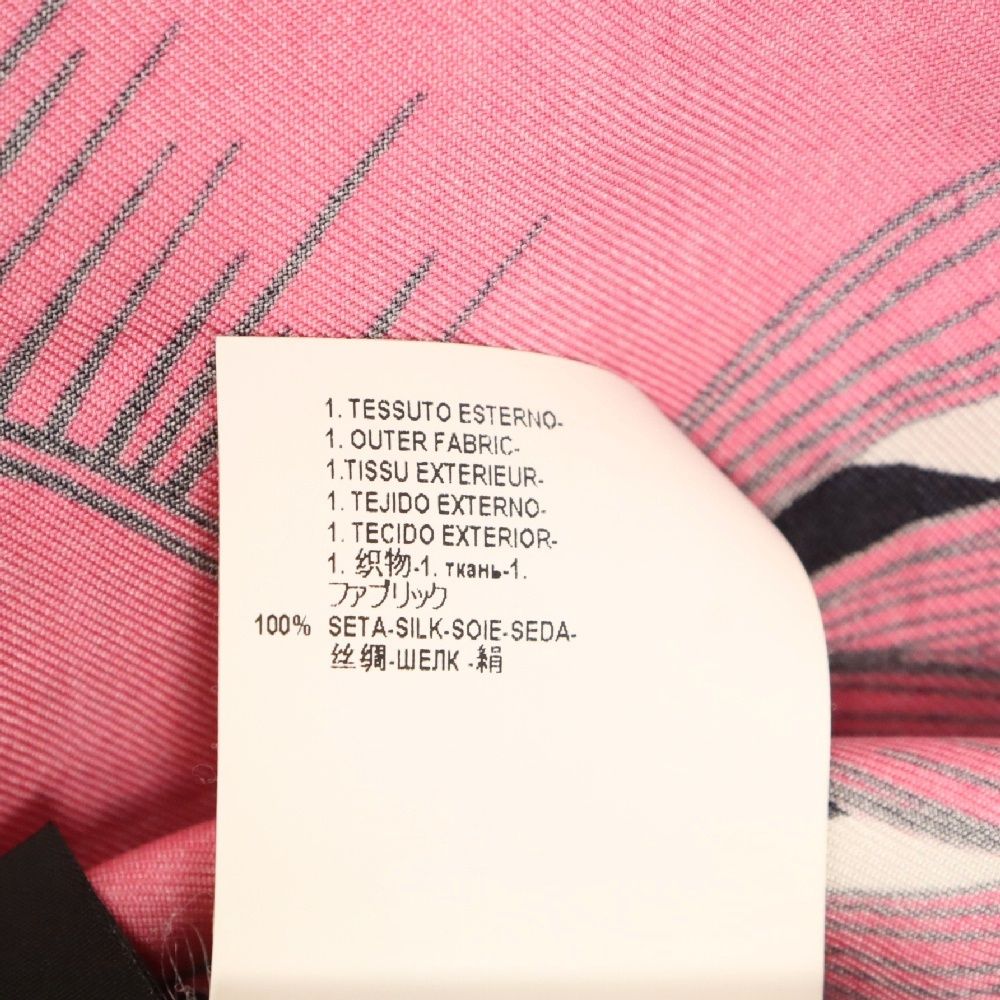 1. TESSUTO ESTERNO-
1. OUTER FABRIC-
1.TISSU EXTERIEUR-
1. TEJIDO EXTERNO-
1. TECIDO EXTERIOR-
1. 织物-1. ткань-1.
ファブリック
100% SETA-SILK-SOIE-SEDA-
丝绸-ШЕЛК -絹